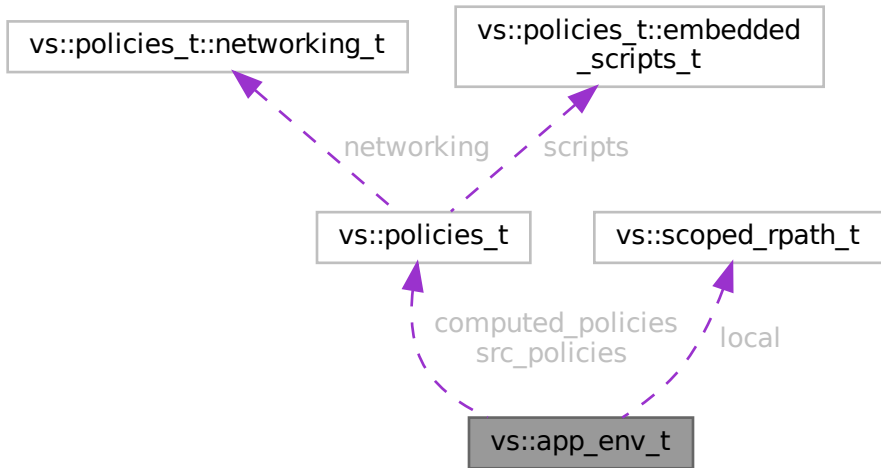 vs::policies_t::networking_t
vs::policies_t::embedded
_scripts_t
networking
scripts
vs::policies_t
vs::scoped_rpath_t
computed_policies
src_policies
local
vs::app_env_t